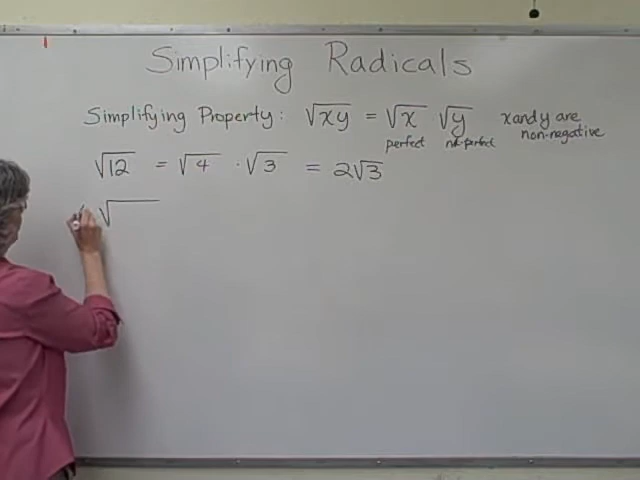 Simplifying Radicals
Simplifying Property: √xy = √x √y x and y are
perfect not-perfect non-negative
√12 = √4 · √3 = 2√3
√